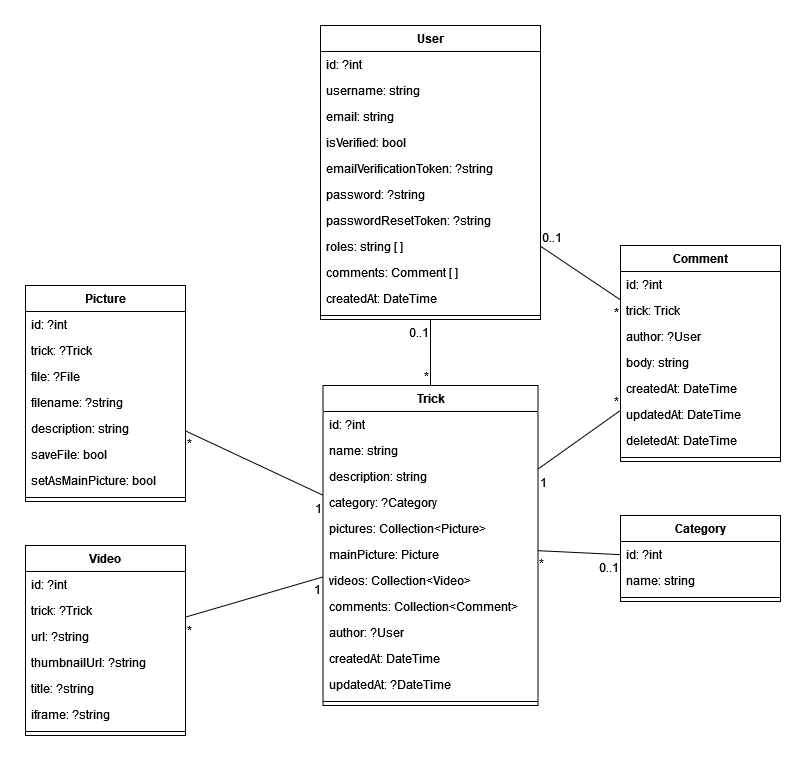 User
id: ?int
username: string
email: string
isVerified: bool
emailVerificationToken: ?string
password: ?string
passwordResetToken: ?string
roles: string [ ]
comments: Comment [ ]
createdAt: DateTime
0..1
*
0..1
*
Comment
id: ?int
trick: Trick
author: ?User
body: string
createdAt: DateTime
updatedAt: DateTime
deletedAt: DateTime
*
1
Picture
id: ?int
trick: ?Trick
file: ?File
filename: ?string
description: string
saveFile: bool
setAsMainPicture: bool
*
1
Trick
id: ?int
name: string
description: string
category: ?Category
pictures: Collection<Picture>
mainPicture: Picture
videos: Collection<Video>
comments: Collection<Comment>
author: ?User
createdAt: DateTime
updatedAt: ?DateTime
*
0..1
Category
id: ?int
name: string
Video
id: ?int
trick: ?Trick
url: ?string
thumbnailUrl: ?string
title: ?string
iframe: ?string
*
1